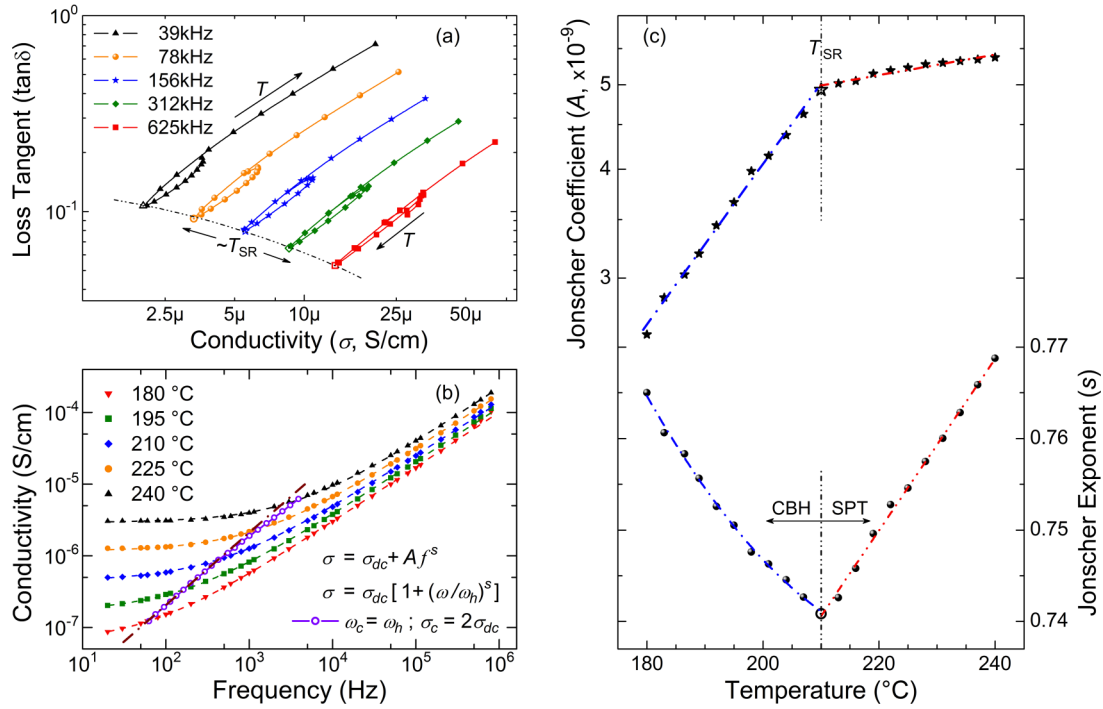 (a)
39kHz
78kHz
156kHz
312kHz
625kHz
T
~T_SR
T
Loss Tangent (tanδ)
10^0
10^-1
2.5μ 5μ 10μ 25μ 50μ
Conductivity (σ, S/cm)
(b)
180 °C
195 °C
210 °C
225 °C
240 °C
σ = σ_dc + Af^s
σ = σ_dc [ 1 + (ω/ω_h)^s ]
ω_c = ω_h ; σ_c = 2σ_dc
Conductivity (S/cm)
10^-4
10^-5
10^-6
10^-7
10^1 10^2 10^3 10^4 10^5 10^6
Frequency (Hz)
(c)
T_SR
Jonscher Coefficient (A, x10^-9)
5
4
3
CBH SPT
0.77
0.76
0.75
0.74
Jonscher Exponent (s)
180 200 220 240
Temperature (°C)